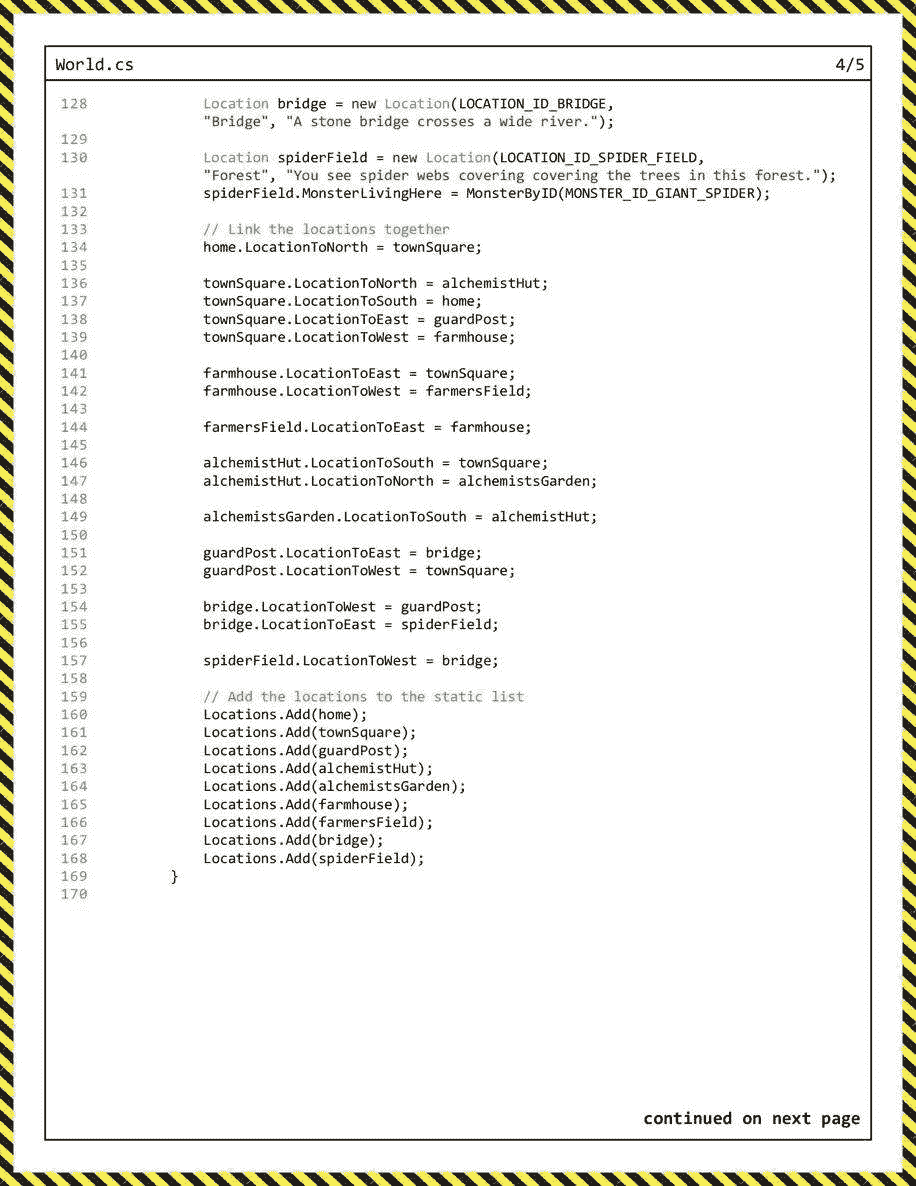 World.cs 4/5
128 Location bridge = new Location(LOCATION_ID_BRIDGE,
"Bridge", "A stone bridge crosses a wide river.");
129
130 Location spiderField = new Location(LOCATION_ID_SPIDER_FIELD,
"Forest", "You see spider webs covering covering the trees in this forest.");
131 spiderField.MonsterLivingHere = MonsterByID(MONSTER_ID_GIANT_SPIDER);
132
133 // Link the locations together
134 home.LocationToNorth = townSquare;
135
136 townSquare.LocationToNorth = alchemistHut;
137 townSquare.LocationToSouth = home;
138 townSquare.LocationToEast = guardPost;
139 townSquare.LocationToWest = farmhouse;
140
141 farmhouse.LocationToEast = townSquare;
142 farmhouse.LocationToWest = farmersField;
143
144 farmersField.LocationToEast = farmhouse;
145
146 alchemistHut.LocationToSouth = townSquare;
147 alchemistHut.LocationToNorth = alchemistsGarden;
148
149 alchemistsGarden.LocationToSouth = alchemistHut;
150
151 guardPost.LocationToEast = bridge;
152 guardPost.LocationToWest = townSquare;
153
154 bridge.LocationToWest = guardPost;
155 bridge.LocationToEast = spiderField;
156
157 spiderField.LocationToWest = bridge;
158
159 // Add the locations to the static list
160 Locations.Add(home);
161 Locations.Add(townSquare);
162 Locations.Add(guardPost);
163 Locations.Add(alchemistHut);
164 Locations.Add(alchemistsGarden);
165 Locations.Add(farmhouse);
166 Locations.Add(farmersField);
167 Locations.Add(bridge);
168 Locations.Add(spiderField);
169 }
170
continued on next page